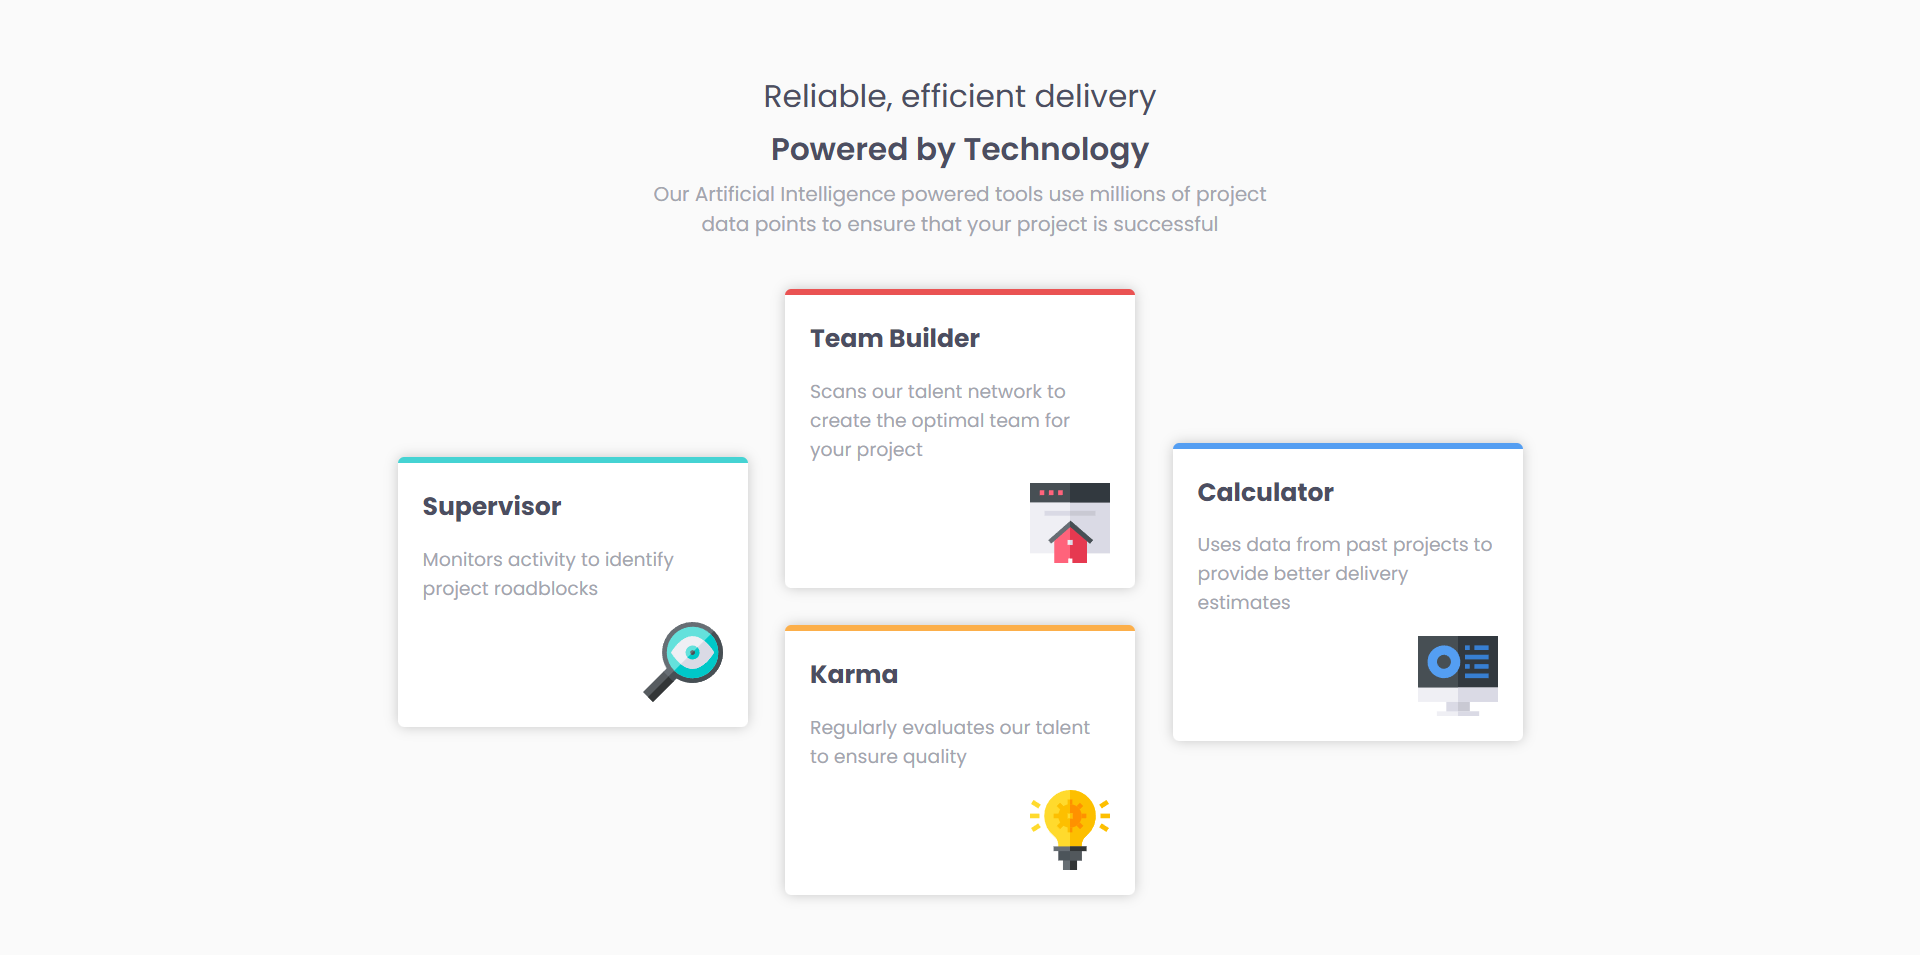 Reliable, efficient delivery
Powered by Technology
Our Artificial Intelligence powered tools use millions of project
data points to ensure that your project is successful
Supervisor
Monitors activity to identify
project roadblocks
Team Builder
Scans our talent network to
create the optimal team for
your project
Karma
Regularly evaluates our talent
to ensure quality
Calculator
Uses data from past projects to
provide better delivery
estimates